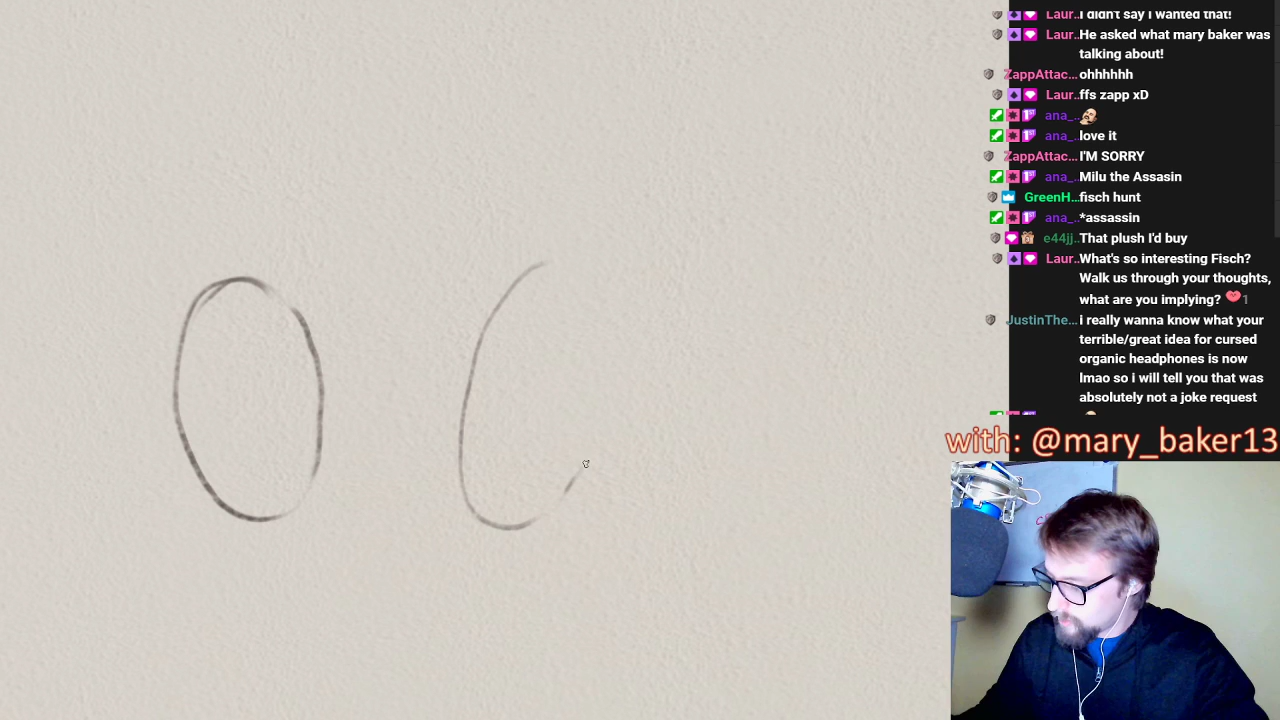 Laur.. I didn't say I wanted that!
Laur.. He asked what mary baker was
talking about!
ZappAttac... ohhhhhh
Laur.. ffs zapp xD
ana_..
ana_.. love it
ZappAttac... I'M SORRY
ana_.. Milu the Assasin
GreenH... fisch hunt
ana_.. *assassin
e44jj.. That plush I'd buy
Laur.. What's so interesting Fisch?
Walk us through your thoughts,
what are you implying? 1
JustinThe... i really wanna know what your
terrible/great idea for cursed
organic headphones is now
lmao so i will tell you that was
absolutely not a joke request
with: @mary_baker13